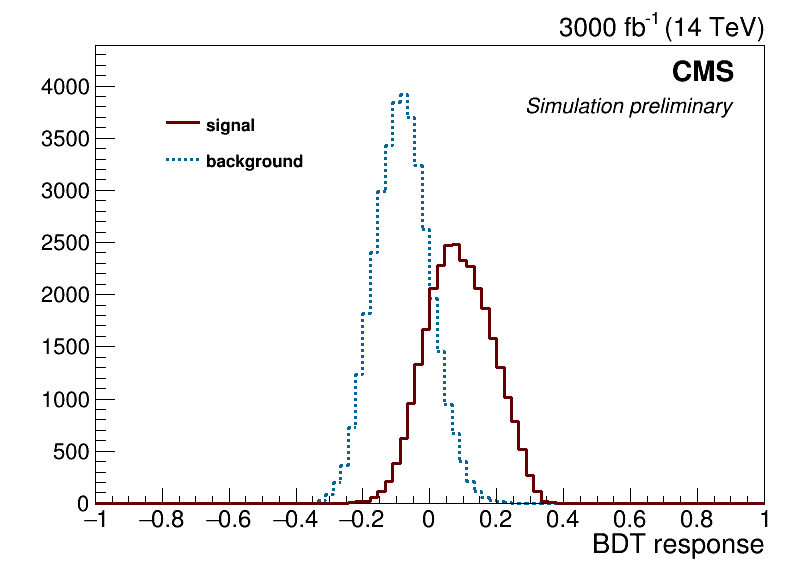 3000 fb-1 (14 TeV)
CMS
Simulation preliminary
signal
background
4000
3500
3000
2500
2000
1500
1000
500
0
−1 −0.8 −0.6 −0.4 −0.2 0 0.2 0.4 0.6 0.8 1
BDT response